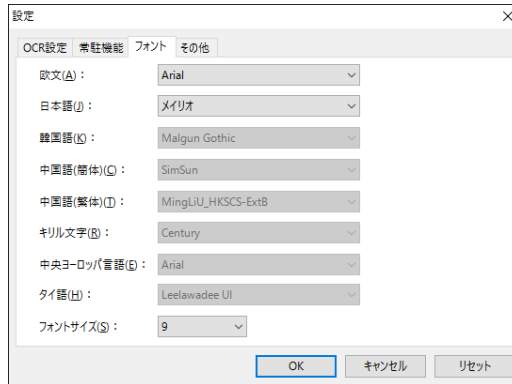 設定
OCR設定 常駐機能 フォント その他
欧文(A)： Arial
日本語(J)： メイリオ
韓国語(K)： Malgun Gothic
中国語(簡体)(C)： SimSun
中国語(繁体)(T)： MingLiU_HKSCS-ExtB
キリル文字(R)： Century
中央ヨーロッパ言語(E)： Arial
タイ語(H)： Leelawadee UI
フォントサイズ(S)： 9
OK キャンセル リセット